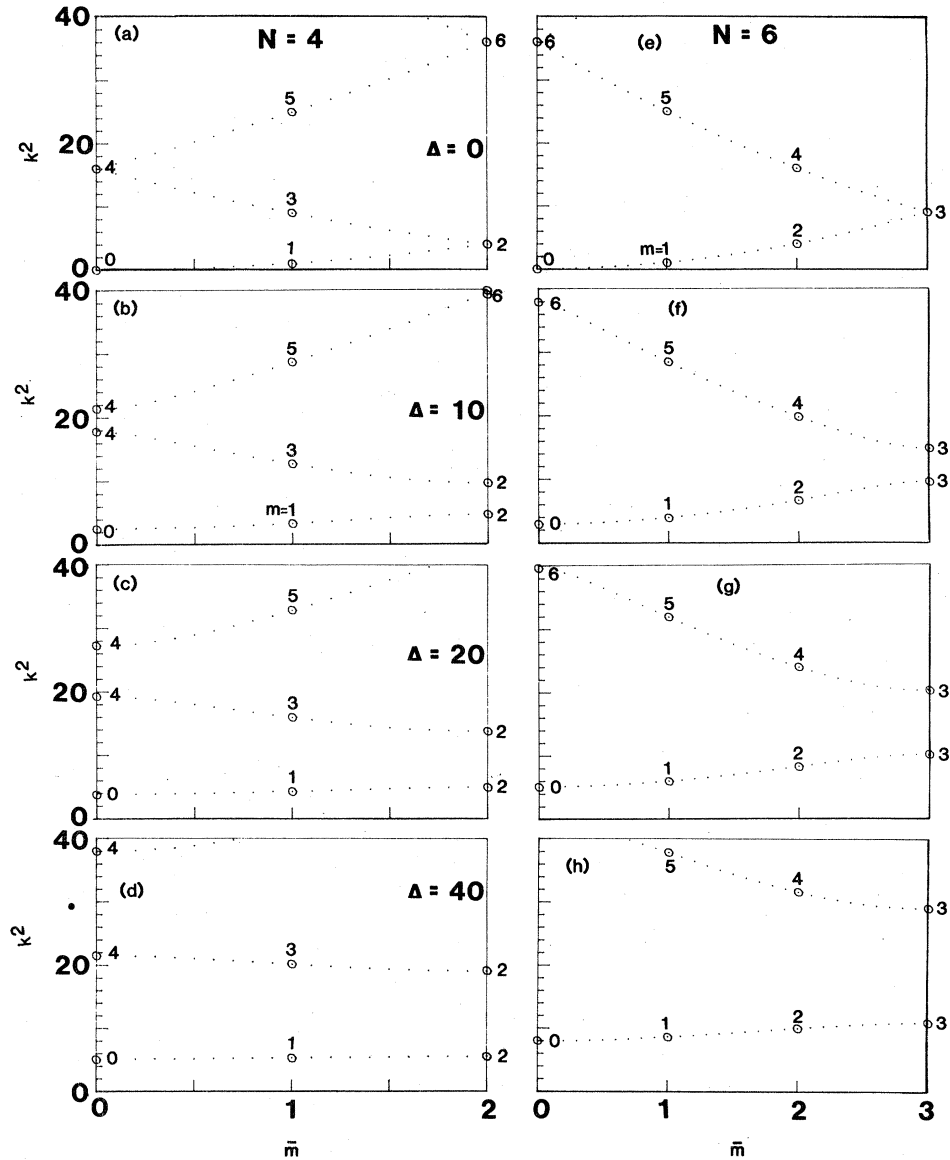 40 (a) N = 4 6
5
k² 20 Δ = 0
4
3
2
1
0 0
(e) N = 6
6
5
4
3
2
m=1
0
40 (b) 6
5
k² 20 Δ = 10
4
4
3
2
m=1 2
0 0
(f)
6
5
4
3
3
2
1
0
40 (c)
5
k² 20 Δ = 20
4
4
3
2
1 2
0 0
(g)
6
5
4
3
3
2
1
0
40 4
(d) Δ = 40
k² 20
4 3 2
0 1 2
0
0 1 2
m̄
(h)
5 4 3
0 1 2 3
0 1 2 3
m̄